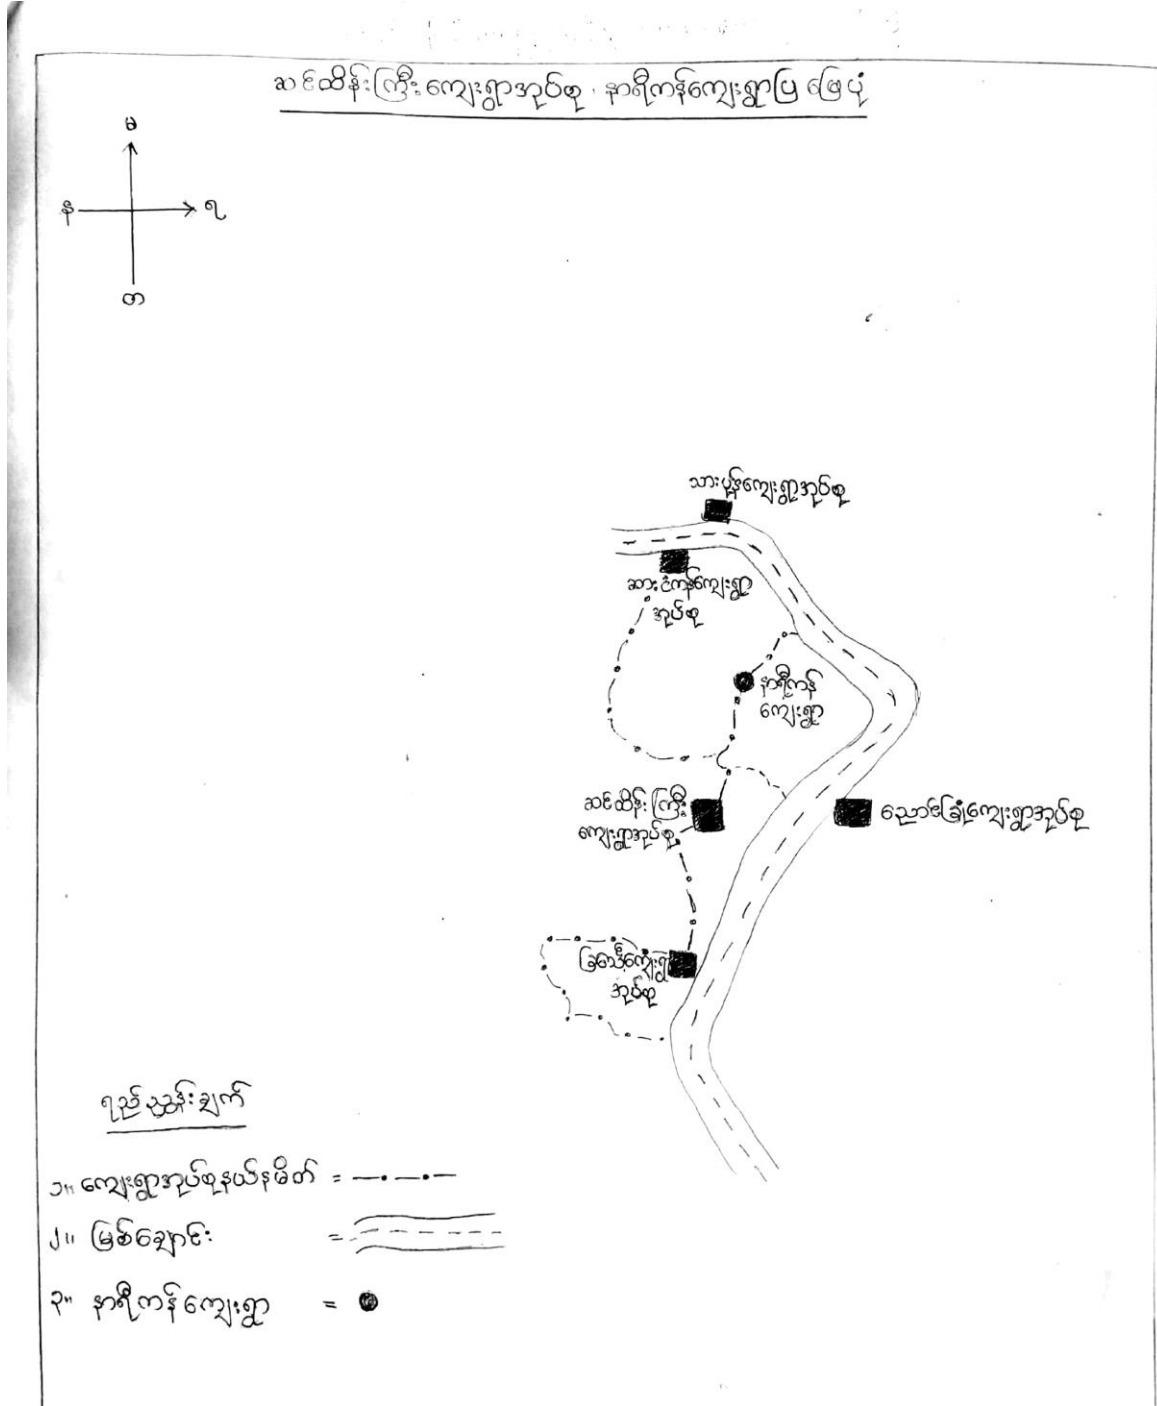 ဆင်ထိန်းကြီးကျေးရွာအုပ်စု၊ နာရီကန်ကျေးရွာပြ မြေပုံ
မ
န
ရ
တ
သားပုန်ကျေးရွာအုပ်စု
ဆားငံကန်ကျေးရွာ
အုပ်စု
နာရီကန်
ကျေးရွာ
ဆင်ထိန်းကြီး
ကျေးရွာအုပ်စု
ညောင်ခြုံကျေးရွာအုပ်စု
ကျေးရွာ
အုပ်စု
ရည်ညွှန်းချက်
၁။ ကျေးရွာအုပ်စုနယ်နမိတ် =
၂။ မြစ်ချောင်း =
၃။ နာရီကန်ကျေးရွာ =